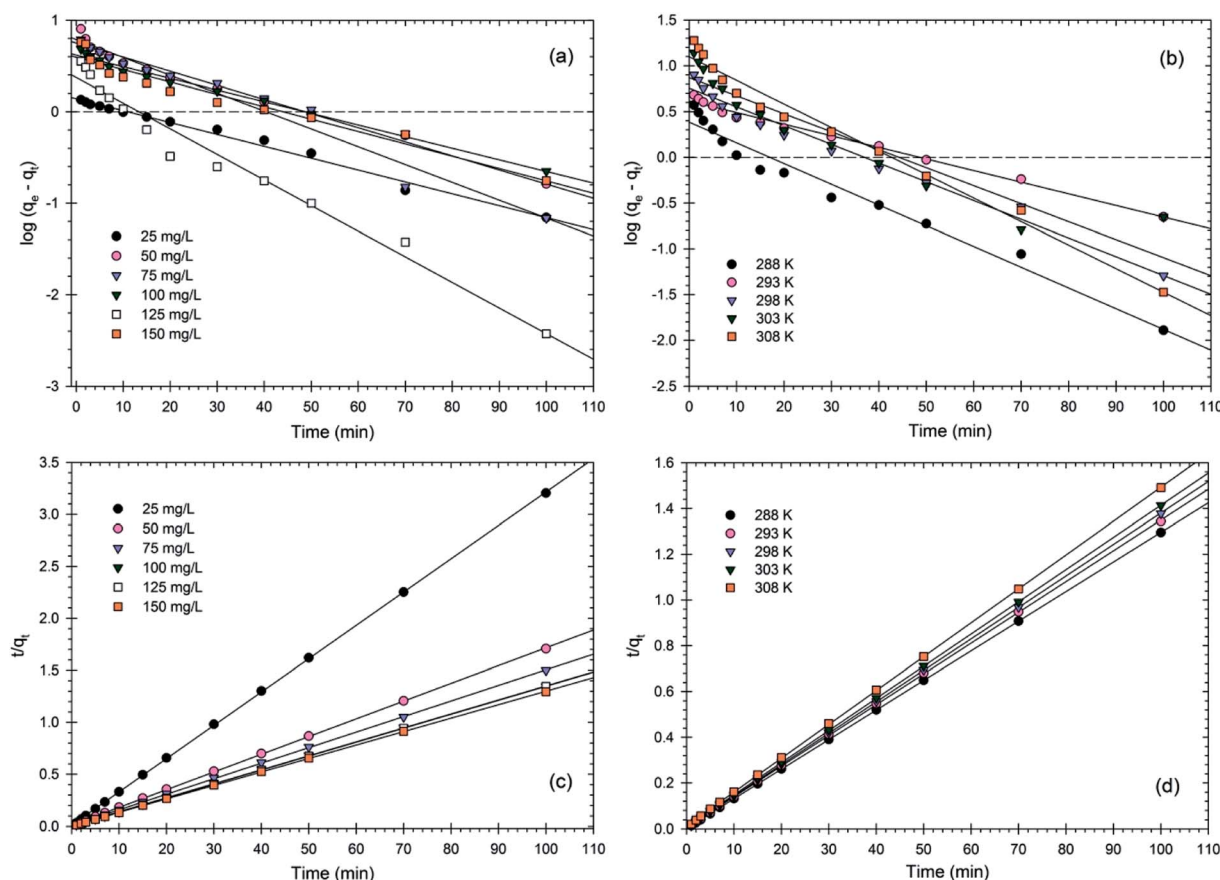 (a)
log (qe - qt)
1
0
-1
-2
-3
25 mg/L
50 mg/L
75 mg/L
100 mg/L
125 mg/L
150 mg/L
0 10 20 30 40 50 60 70 80 90 100 110
Time (min)
(b)
log (qe - qt)
1.5
1.0
0.5
0.0
-0.5
-1.0
-1.5
-2.0
-2.5
288 K
293 K
298 K
303 K
308 K
0 10 20 30 40 50 60 70 80 90 100 110
Time (min)
(c)
t/qt
3.5
3.0
2.5
2.0
1.5
1.0
0.5
0.0
25 mg/L
50 mg/L
75 mg/L
100 mg/L
125 mg/L
150 mg/L
0 10 20 30 40 50 60 70 80 90 100 110
Time (min)
(d)
t/qt
1.6
1.4
1.2
1.0
0.8
0.6
0.4
0.2
0.0
288 K
293 K
298 K
303 K
308 K
0 10 20 30 40 50 60 70 80 90 100 110
Time (min)